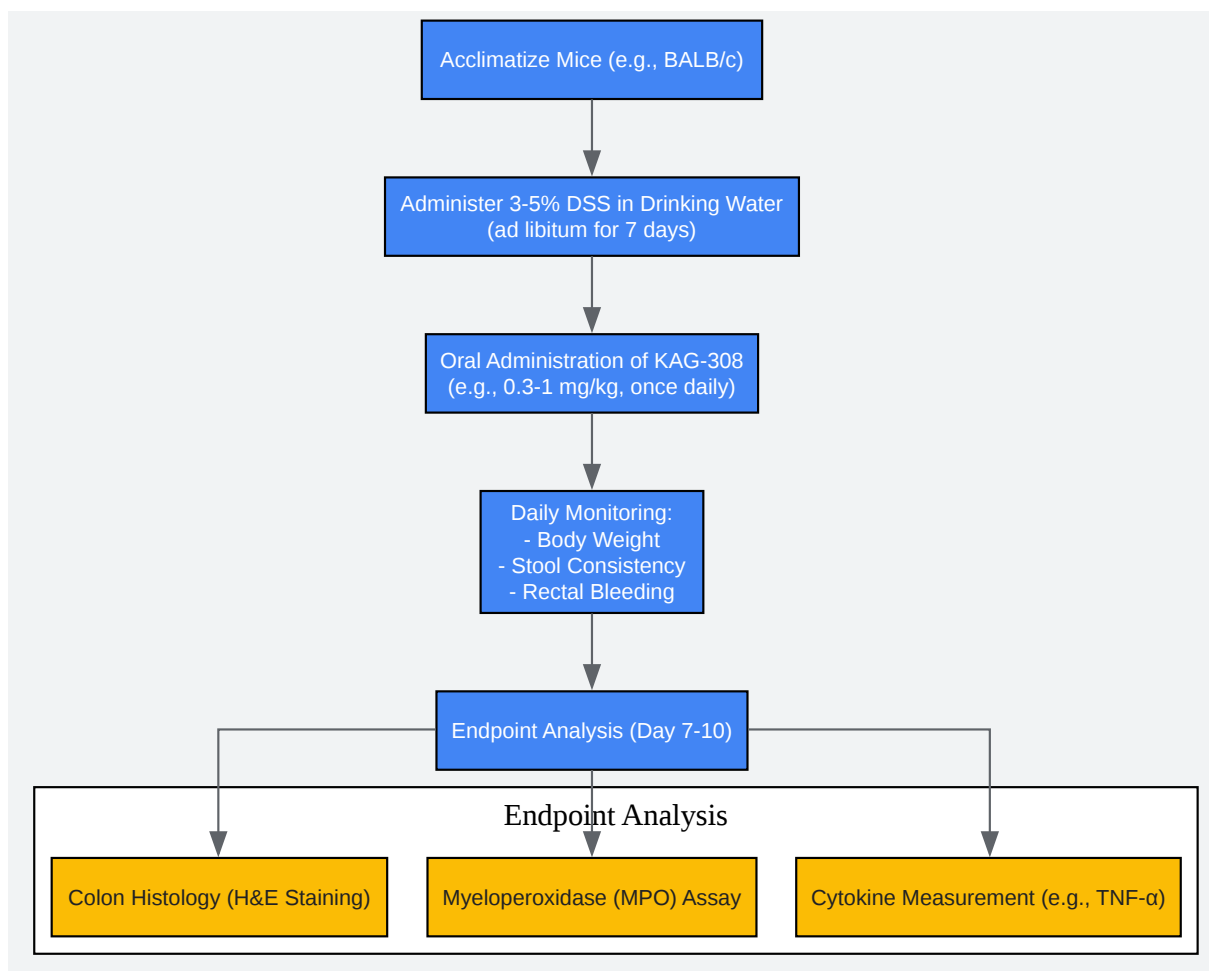 Acclimatize Mice (e.g., BALB/c)
Administer 3-5% DSS in Drinking Water
(ad libitum for 7 days)
Oral Administration of KAG-308
(e.g., 0.3-1 mg/kg, once daily)
Daily Monitoring:
- Body Weight
- Stool Consistency
- Rectal Bleeding
Endpoint Analysis (Day 7-10)
Endpoint Analysis
Colon Histology (H&E Staining)
Myeloperoxidase (MPO) Assay
Cytokine Measurement (e.g., TNF-α)